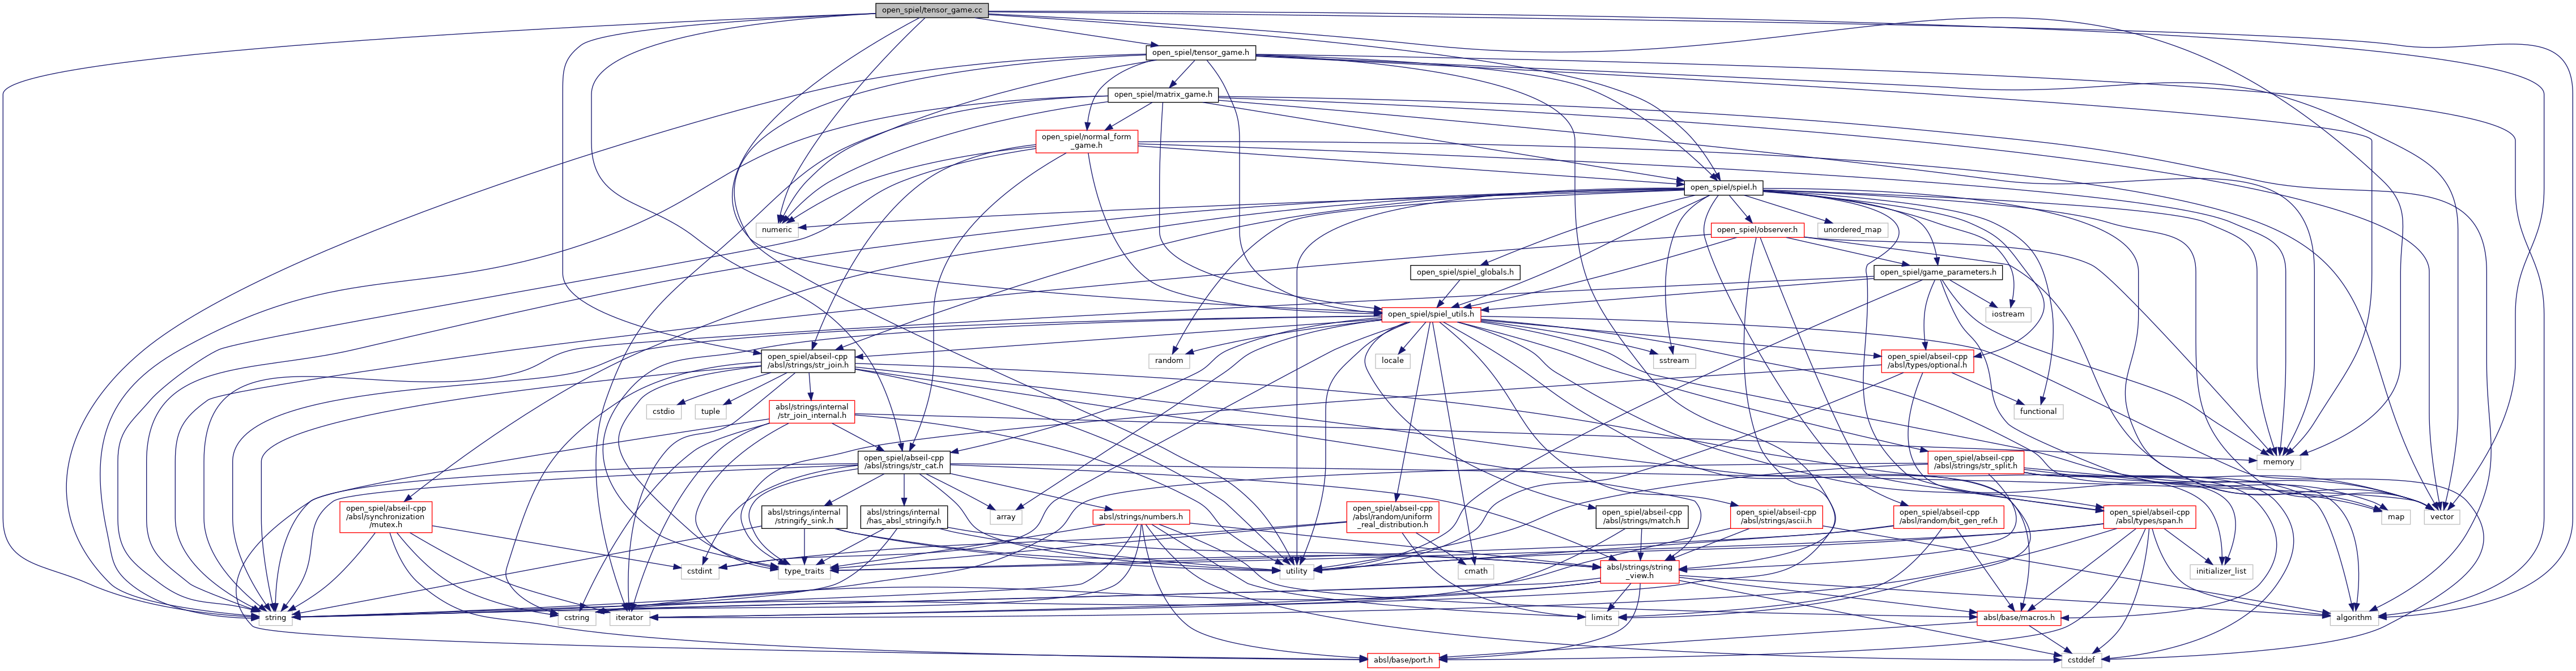 open_spiel/tensor_game.cc
open_spiel/tensor_game.h
open_spiel/matrix_game.h
open_spiel/normal_form
_game.h
open_spiel/spiel.h
numeric
open_spiel/observer.h
unordered_map
open_spiel/spiel_globals.h
open_spiel/game_parameters.h
open_spiel/spiel_utils.h
iostream
open_spiel/abseil-cpp
/absl/strings/str_join.h
random
locale
sstream
open_spiel/abseil-cpp
/absl/types/optional.h
cstdio
tuple
absl/strings/internal
/str_join_internal.h
functional
open_spiel/abseil-cpp
/absl/strings/str_cat.h
open_spiel/abseil-cpp
/absl/strings/str_split.h
memory
open_spiel/abseil-cpp
/absl/synchronization
/mutex.h
absl/strings/internal
/stringify_sink.h
absl/strings/internal
/has_absl_stringify.h
array
absl/strings/numbers.h
open_spiel/abseil-cpp
/absl/random/uniform
_real_distribution.h
open_spiel/abseil-cpp
/absl/strings/match.h
open_spiel/abseil-cpp
/absl/strings/ascii.h
open_spiel/abseil-cpp
/absl/random/bit_gen_ref.h
open_spiel/abseil-cpp
/absl/types/span.h
map
vector
cstdint
type_traits
utility
cmath
absl/strings/string
_view.h
initializer_list
string
cstring
iterator
limits
absl/base/macros.h
algorithm
absl/base/port.h
cstddef